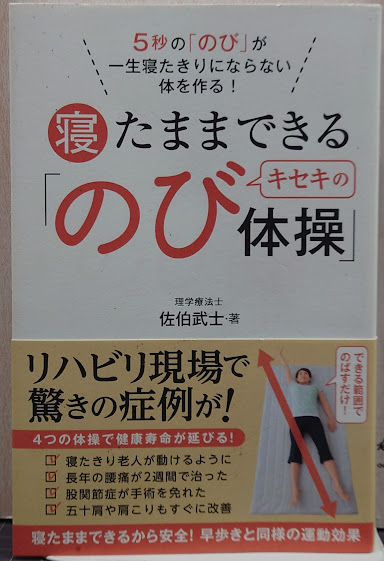 5秒の「のび」が
一生寝たきりにならない
体を作る！
寝たままできる
キセキの
「のび体操」
理学療法士
佐伯武士・著
リハビリ現場で
驚きの症例が!
できる範囲で
のばすだけ！
4つの体操で健康寿命が延びる!
寝たきり老人が動けるように
長年の腰痛が2週間で治った
股関節症が手術を免れた
五十肩や肩こりもすぐに改善
寝たままできるから安全! 早歩きと同様の運動効果